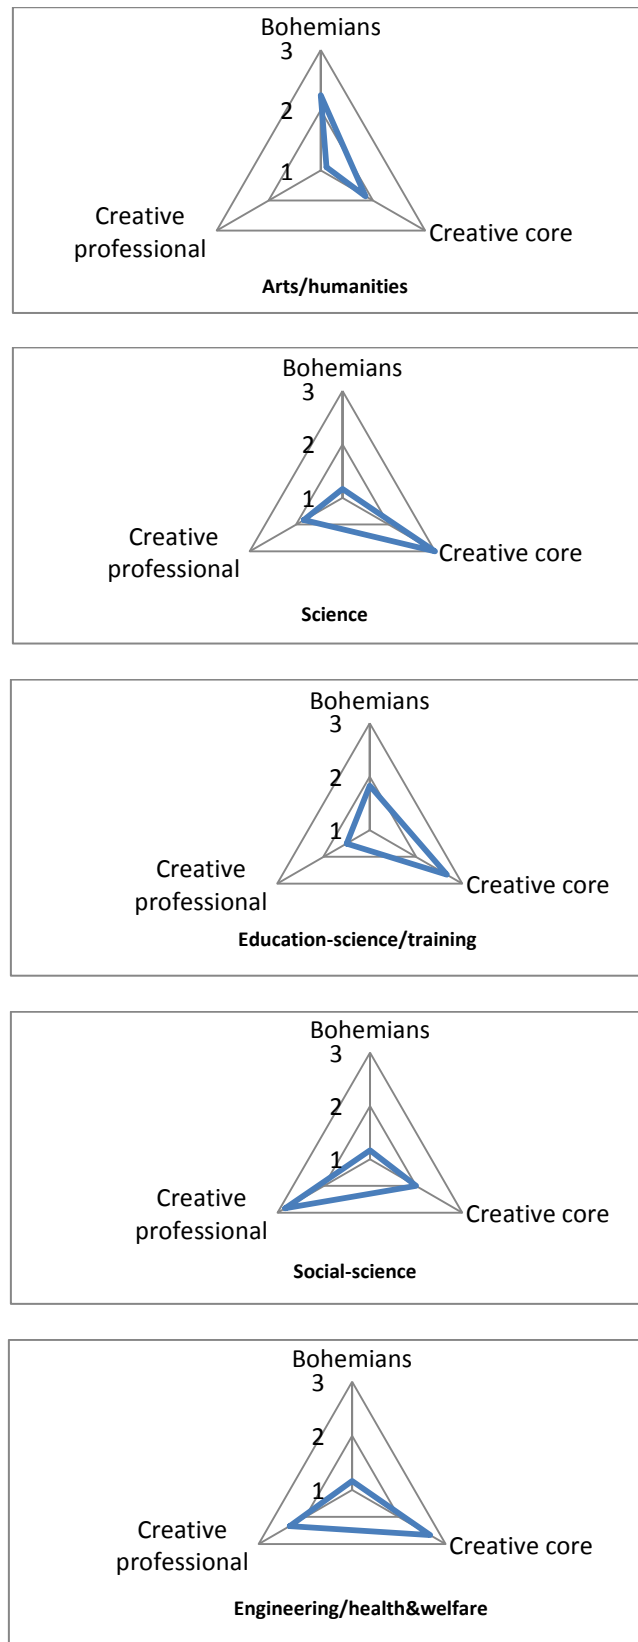 Bohemians
3
2
1
Creative
professional
Creative core
Arts/humanities
Bohemians
3
2
1
Creative
professional
Creative core
Science
Bohemians
3
2
1
Creative
professional
Creative core
Education-science/training
Bohemians
3
2
1
Creative
professional
Creative core
Social-science
Bohemians
3
2
1
Creative
professional
Creative core
Engineering/health&welfare